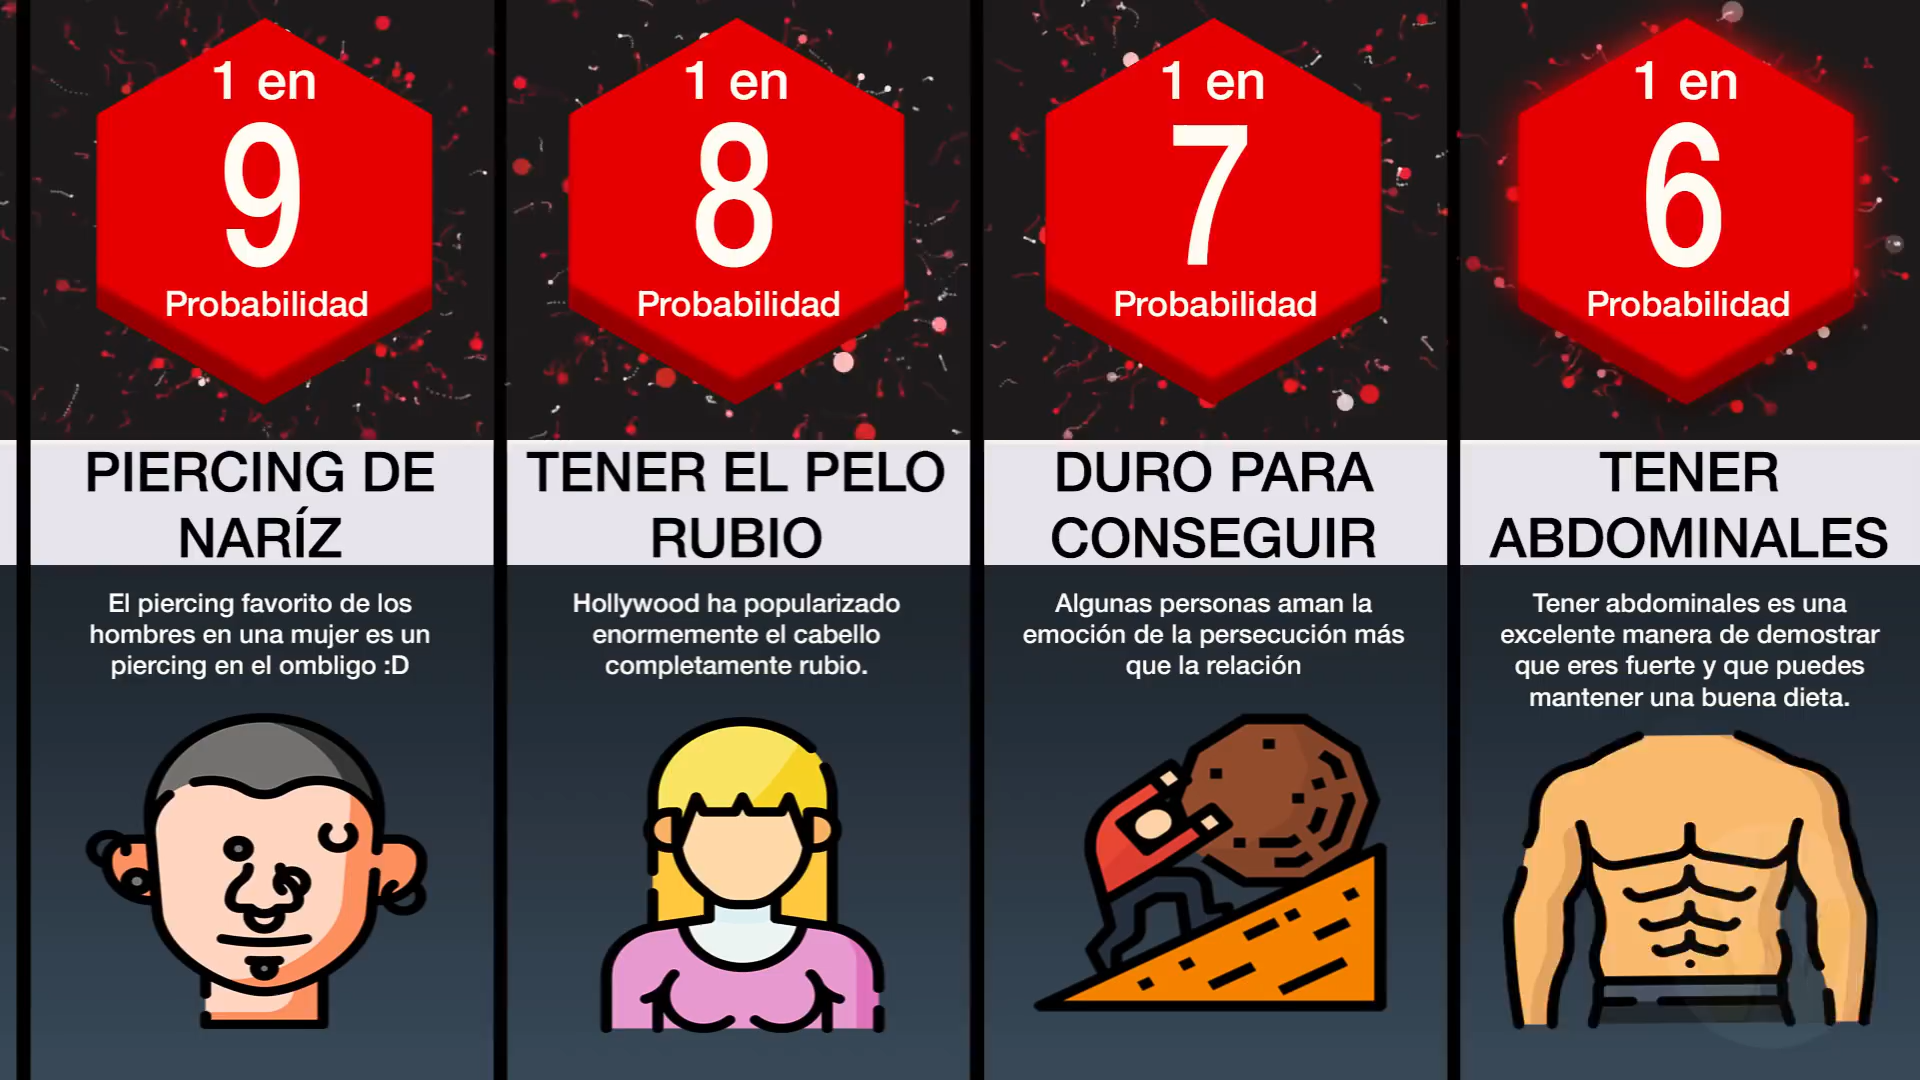 1 en
9
Probabilidad
PIERCING DE
NARÍZ
El piercing favorito de los
hombres en una mujer es un
piercing en el ombligo :D
1 en
8
Probabilidad
TENER EL PELO
RUBIO
Hollywood ha popularizado
enormemente el cabello
completamente rubio.
1 en
7
Probabilidad
DURO PARA
CONSEGUIR
Algunas personas aman la
emoción de la persecución más
que la relación
1 en
6
Probabilidad
TENER
ABDOMINALES
Tener abdominales es una
excelente manera de demostrar
que eres fuerte y que puedes
mantener una buena dieta.